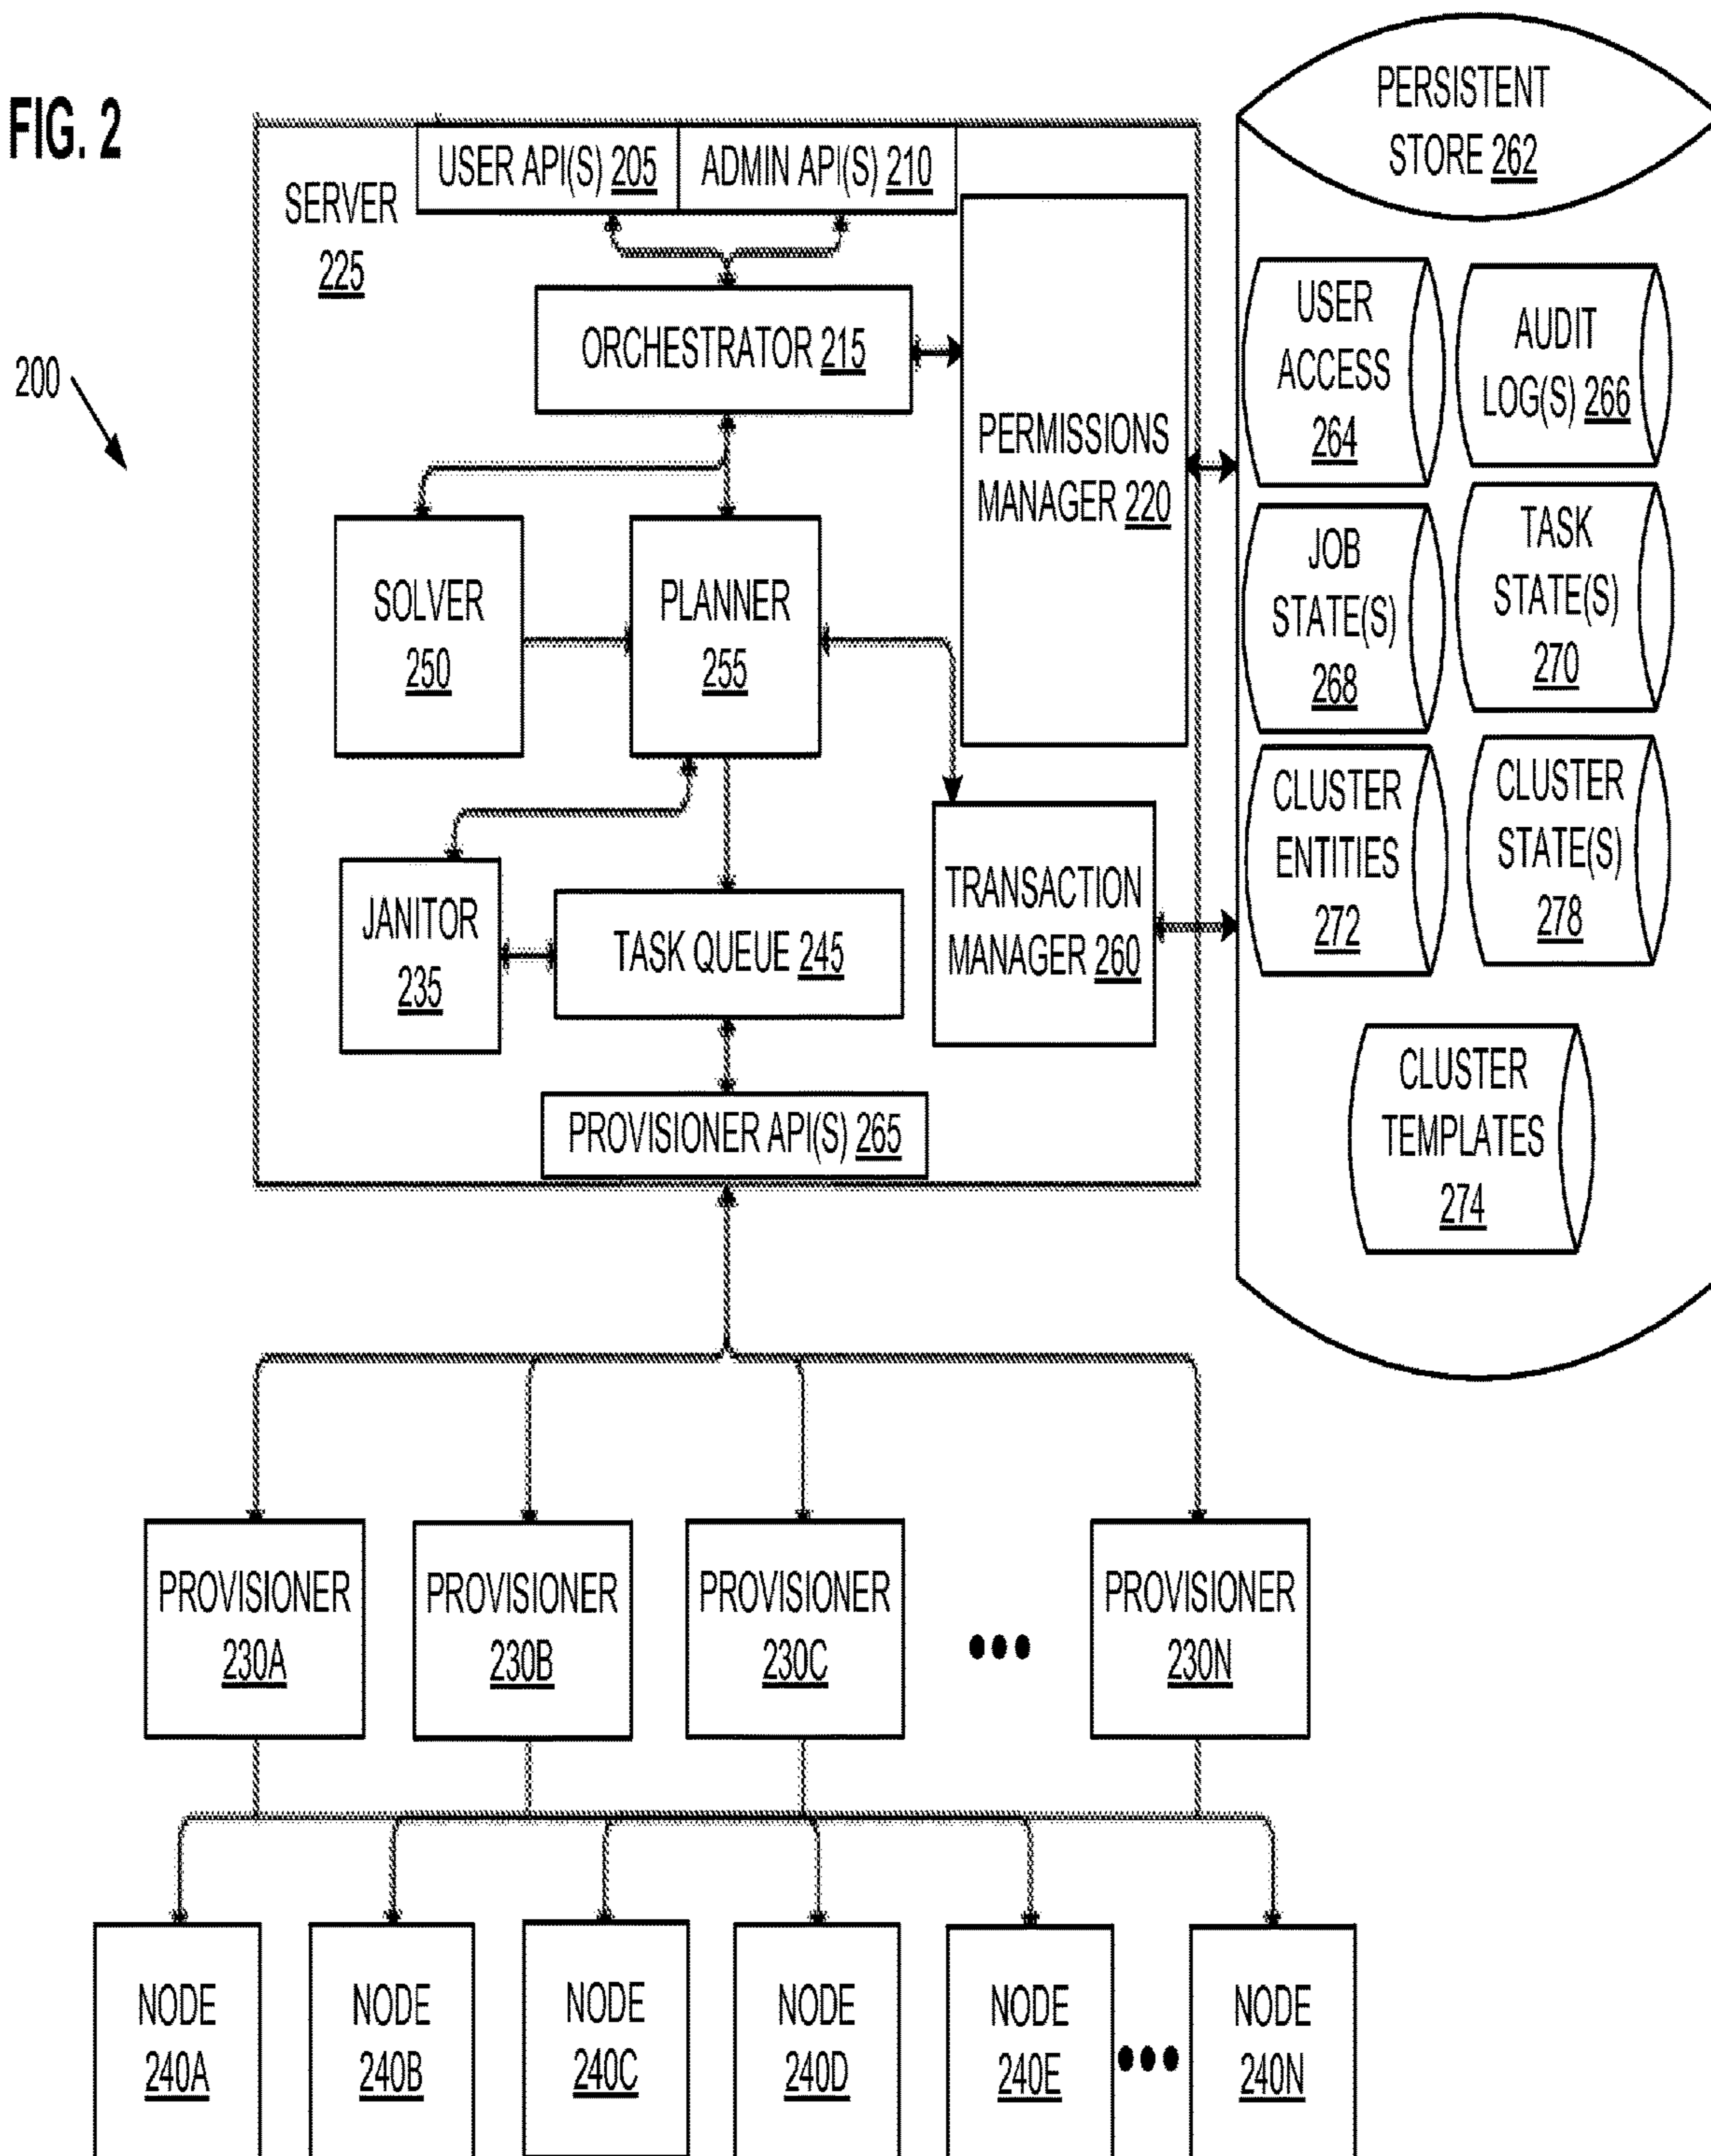 FIG. 2
200
SERVER
225
USER API(S) 205
ADMIN API(S) 210
ORCHESTRATOR 215
PERMISSIONS
MANAGER 220
SOLVER
250
PLANNER
255
JANITOR
235
TASK QUEUE 245
TRANSACTION
MANAGER 260
PROVISIONER API(S) 265
PERSISTENT
STORE 262
USER
ACCESS
264
AUDIT
LOG(S) 266
JOB
STATE(S)
268
TASK
STATE(S)
270
CLUSTER
ENTITIES
272
CLUSTER
STATE(S)
278
CLUSTER
TEMPLATES
274
PROVISIONER
230A
PROVISIONER
230B
PROVISIONER
230C
PROVISIONER
230N
NODE
240A
NODE
240B
NODE
240C
NODE
240D
NODE
240E
NODE
240N